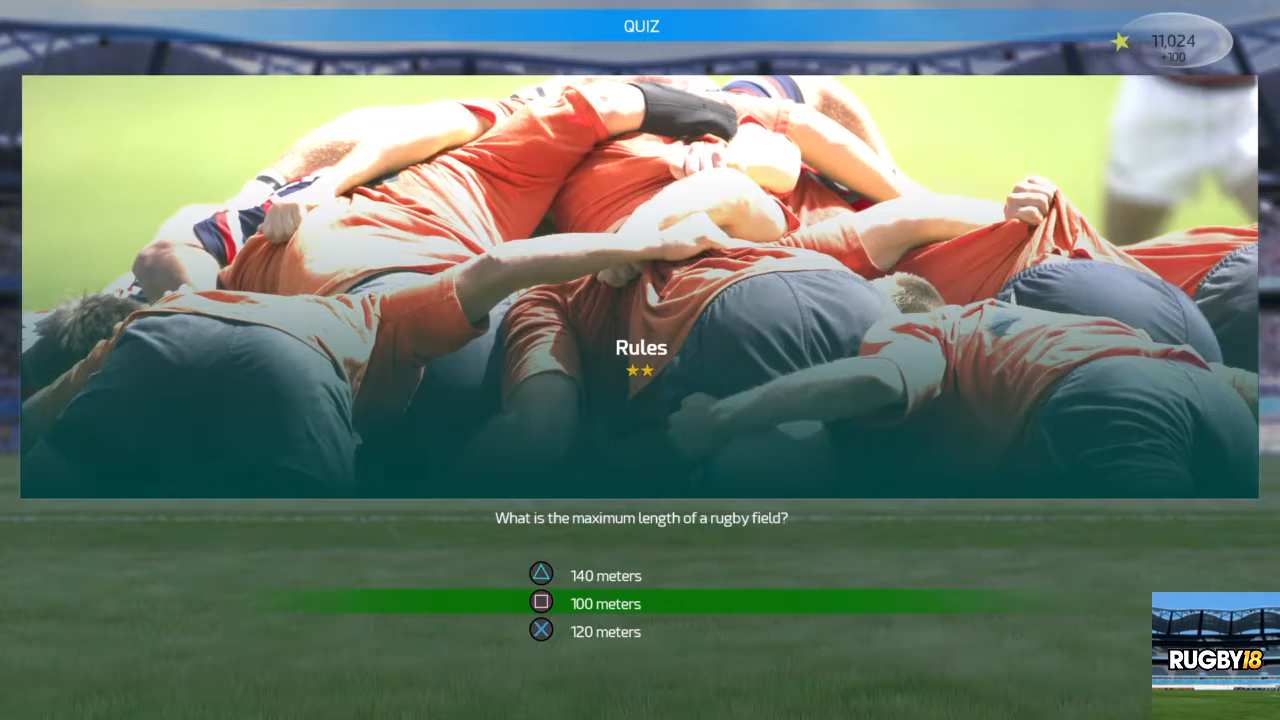 QUIZ
11,024
+100
Rules
What is the maximum length of a rugby field?
140 meters
100 meters
120 meters
RUGBY18